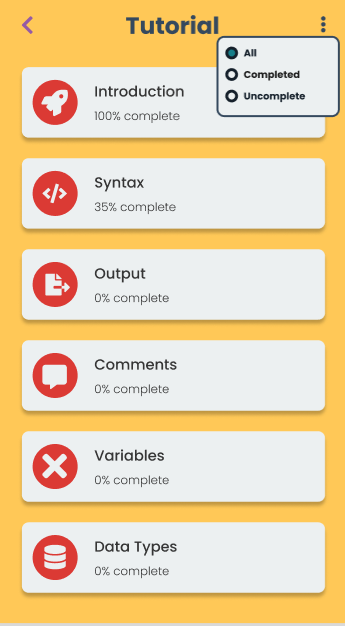 Tutorial
All
Completed
Uncomplete
Introduction
100% complete
Syntax
35% complete
Output
0% complete
Comments
0% complete
Variables
0% complete
Data Types
0% complete